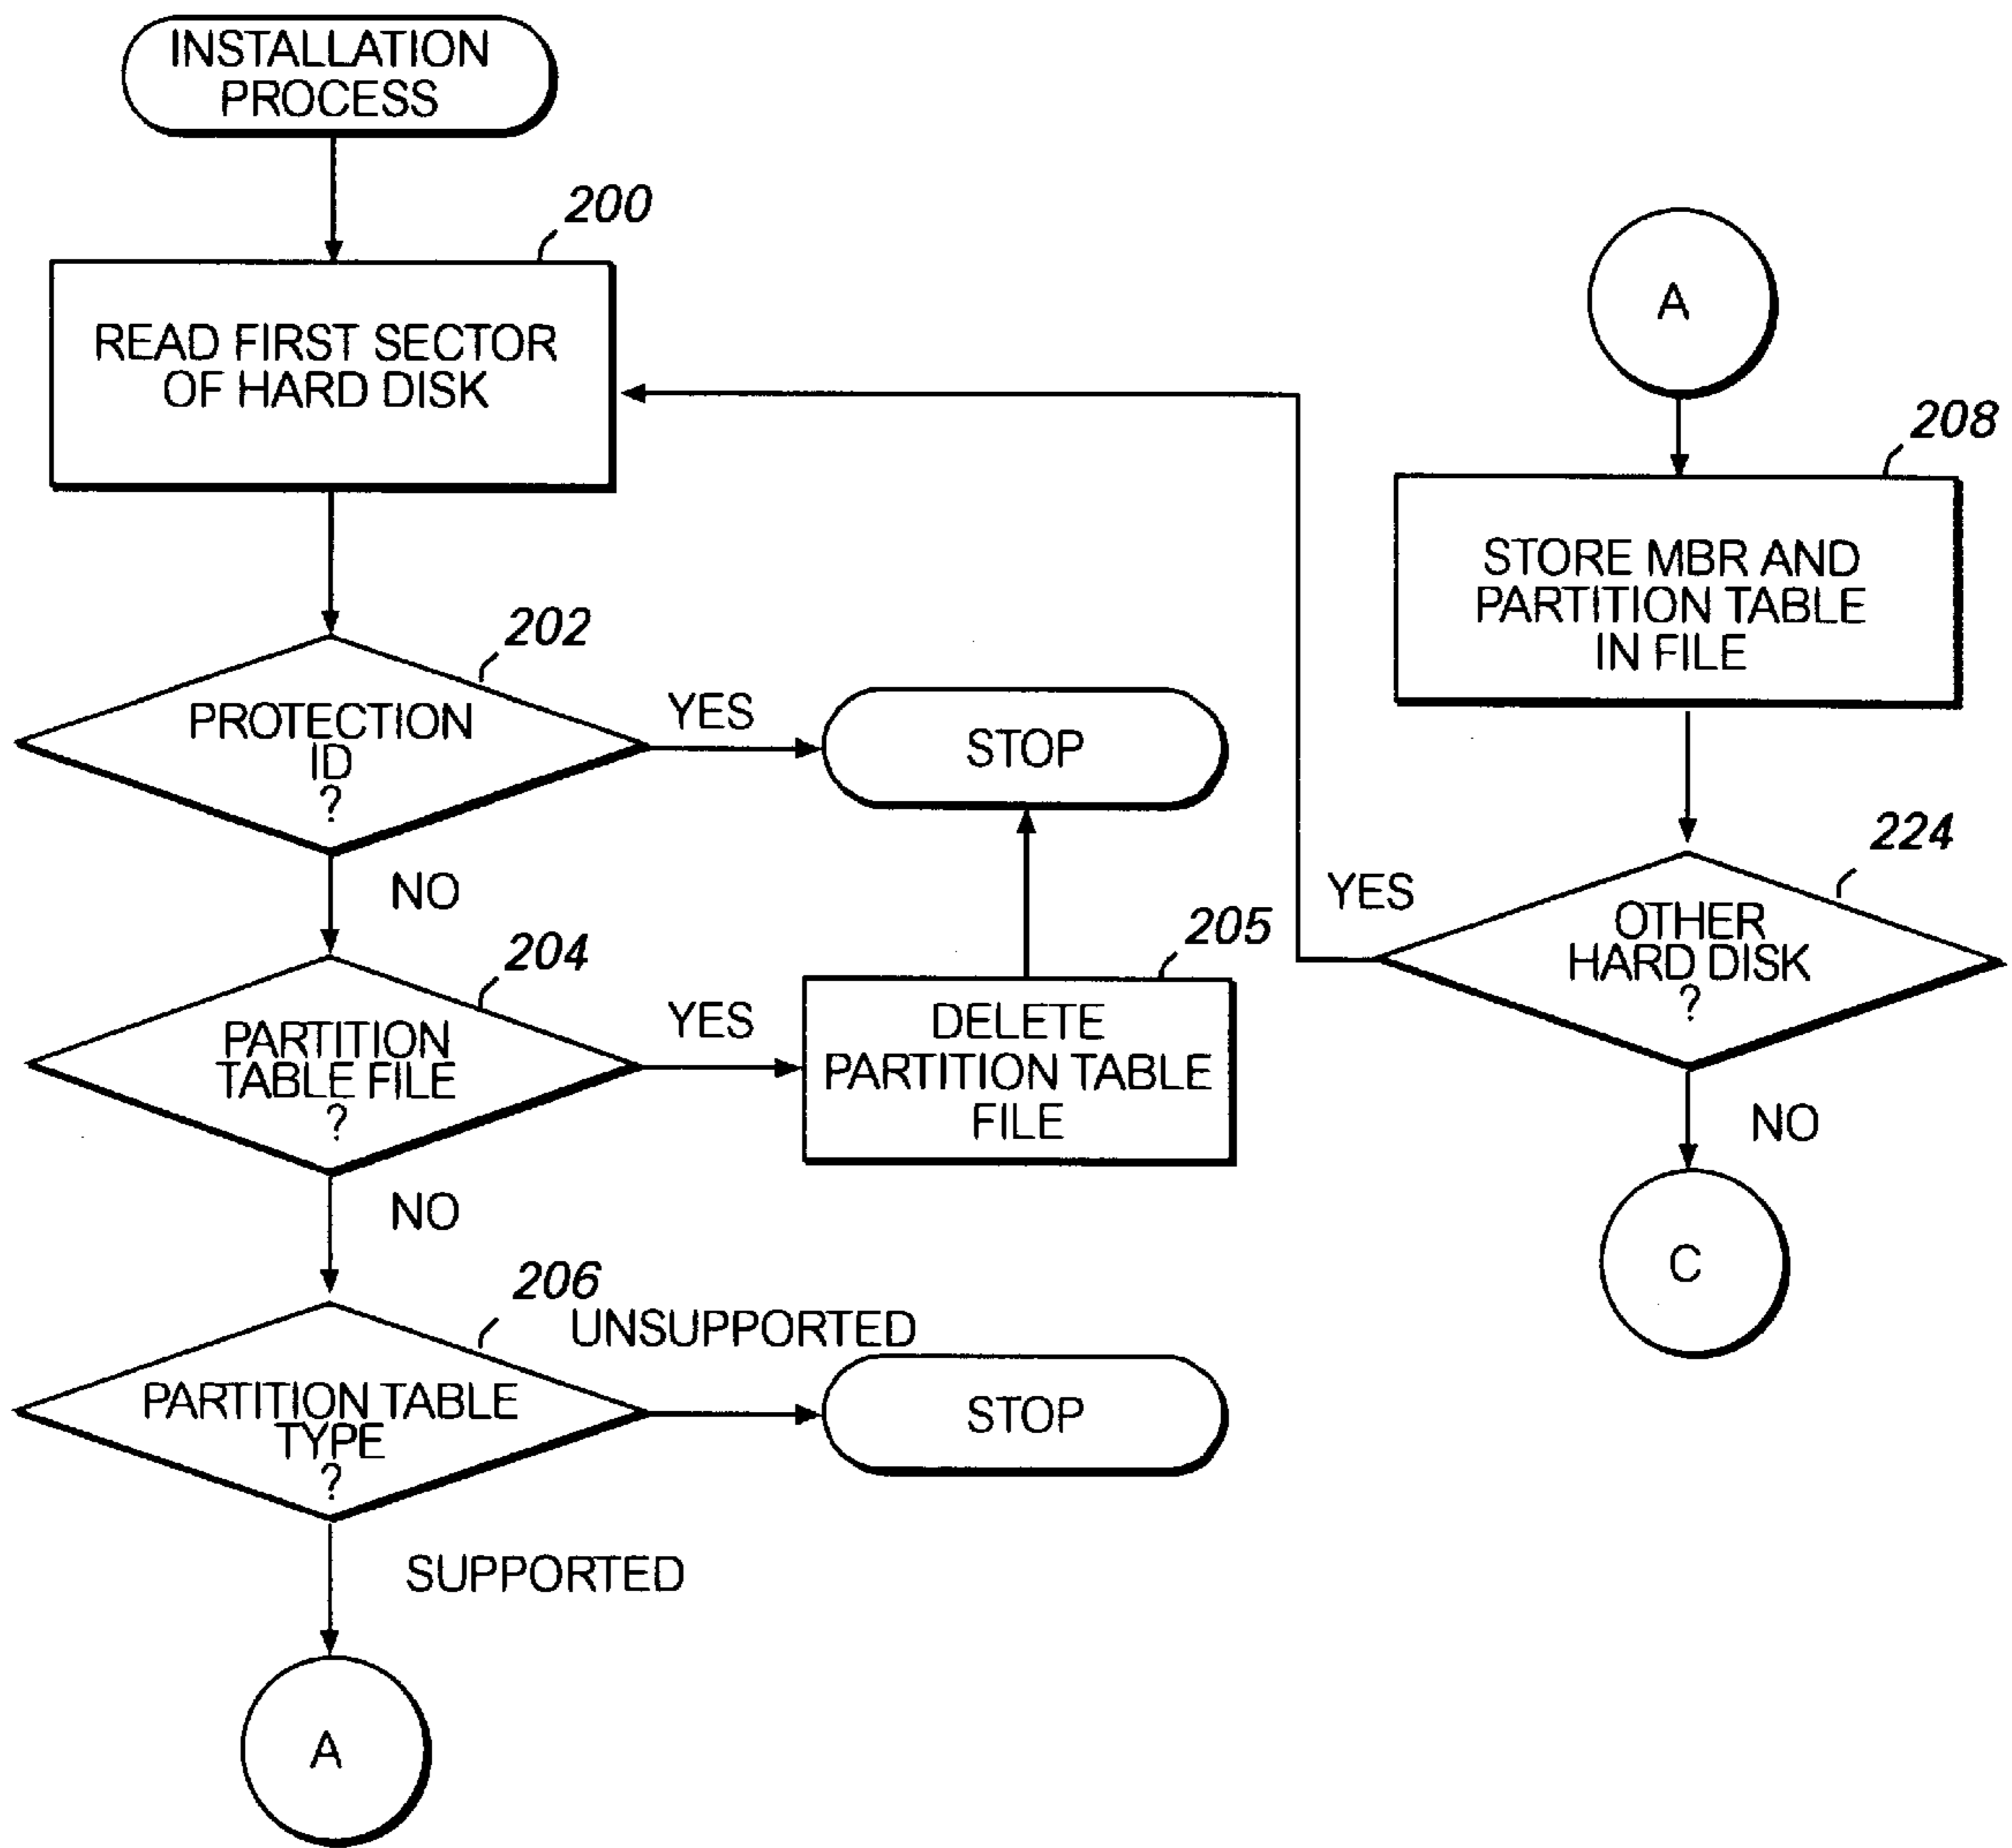 INSTALLATION
PROCESS
200
READ FIRST SECTOR
OF HARD DISK
202
PROTECTION
ID
?
YES
STOP
NO
204
PARTITION
TABLE FILE
?
YES
205
DELETE
PARTITION TABLE
FILE
NO
206
UNSUPPORTED
PARTITION TABLE
TYPE
?
STOP
SUPPORTED
A
A
208
STORE MBR AND
PARTITION TABLE
IN FILE
224
YES
OTHER
HARD DISK
?
NO
C